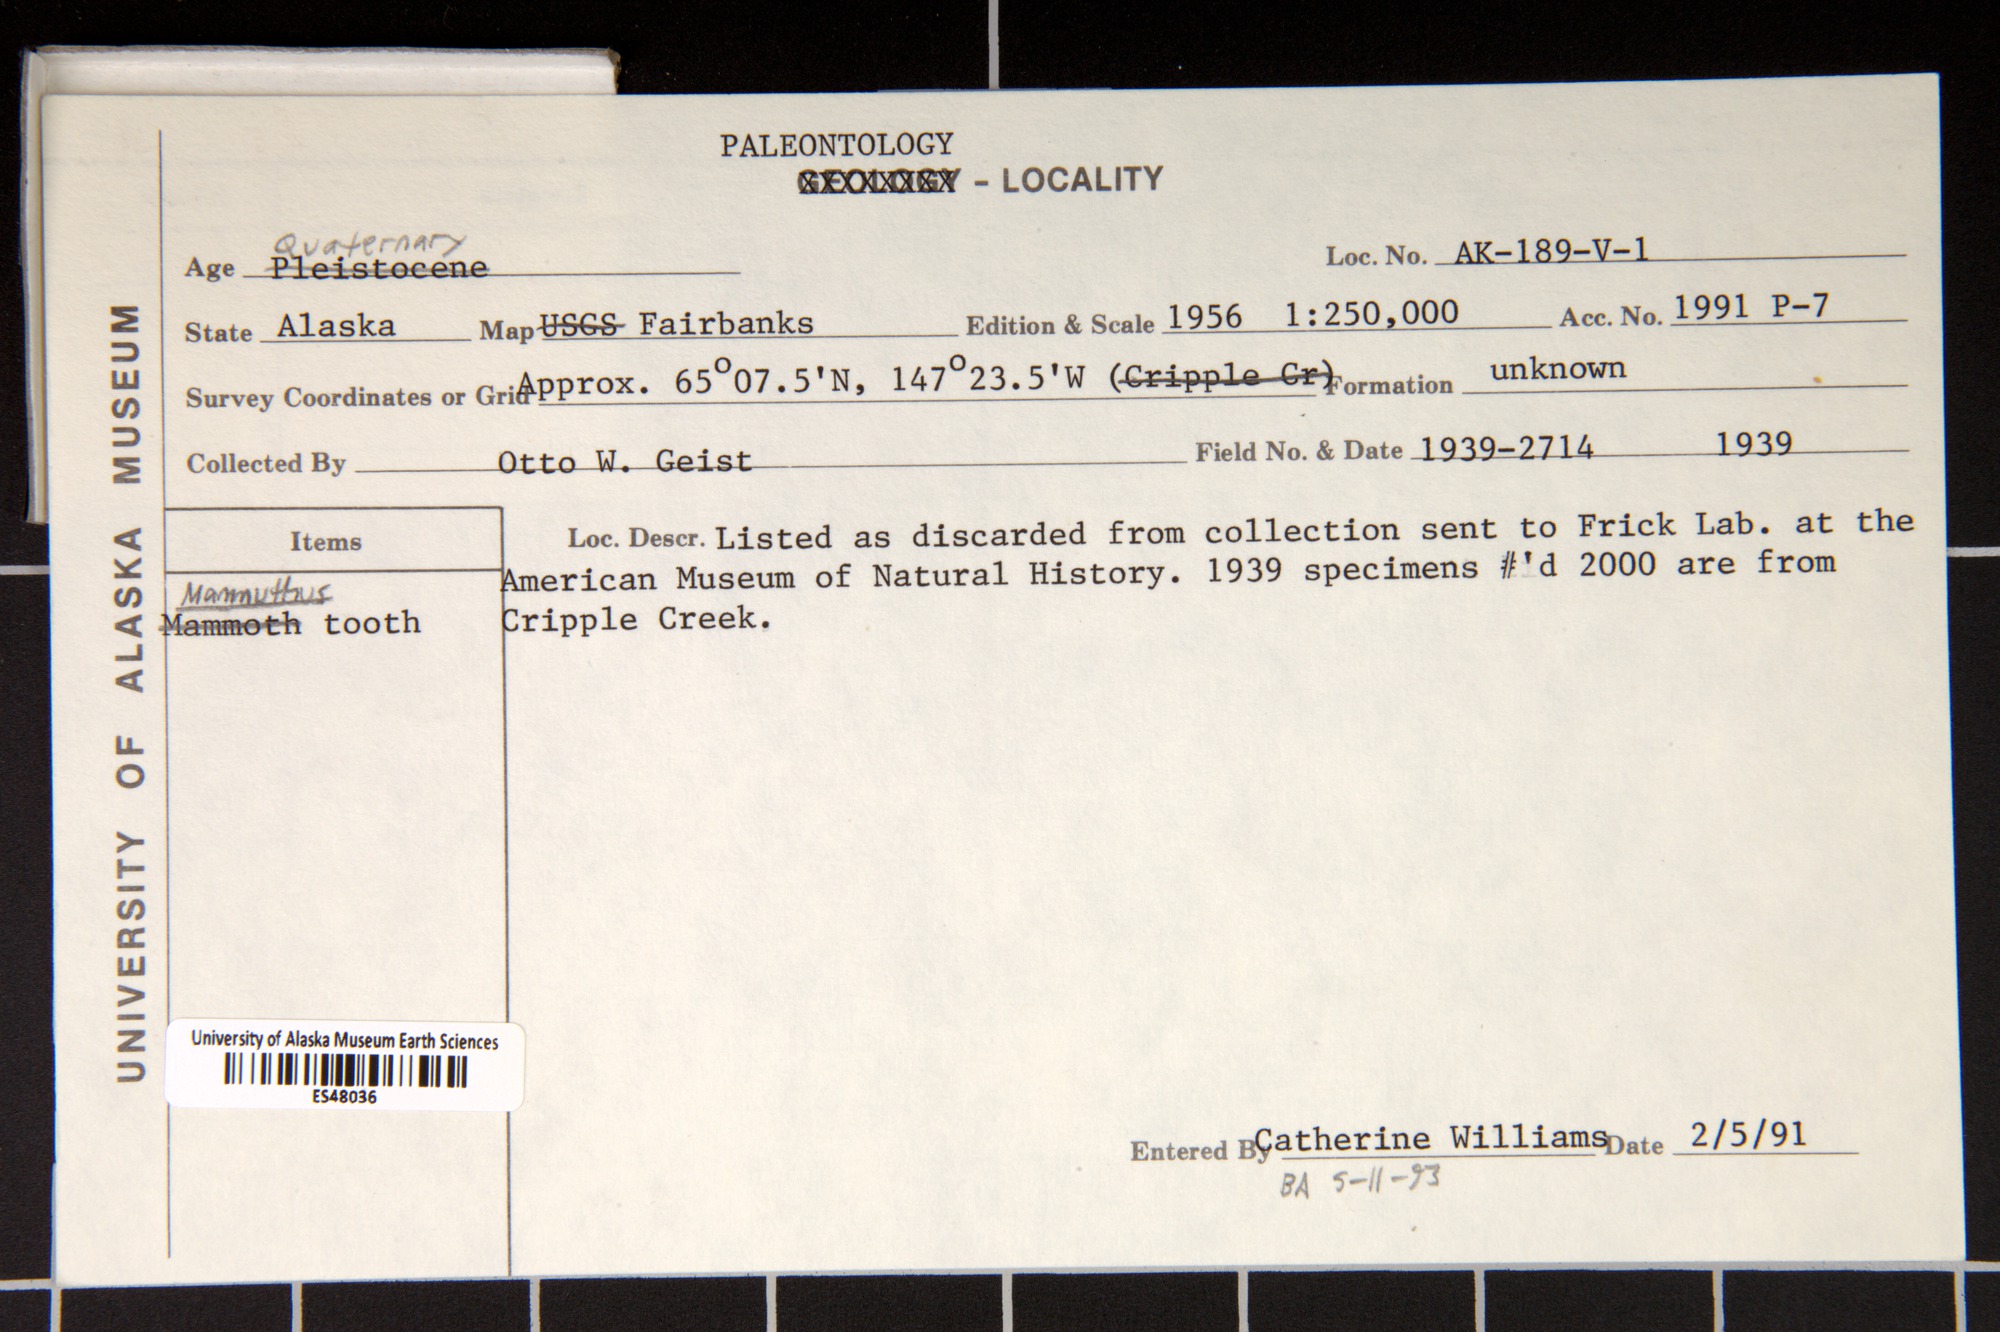 PALEONTOLOGY
GEOLOGY - LOCALITY
Quaternary
Age Pleistocene
Loc. No. AK-189-V-1
State Alaska Map USGS Fairbanks Edition & Scale 1956 1:250,000 Acc. No. 1991 P-7
Survey Coordinates or Grid Approx. 65°07.5'N, 147°23.5'W (Cripple Cr) Formation unknown
Collected By Otto W. Geist Field No. & Date 1939-2714 1939
Items
Mammuthus
Mammoth tooth
Loc. Descr. Listed as discarded from collection sent to Frick Lab. at the
American Museum of Natural History. 1939 specimens #'d 2000 are from
Cripple Creek.
UNIVERSITY OF ALASKA MUSEUM
University of Alaska Museum Earth Sciences
ES48036
Entered By Catherine Williams Date 2/5/91
BA 5-11-93